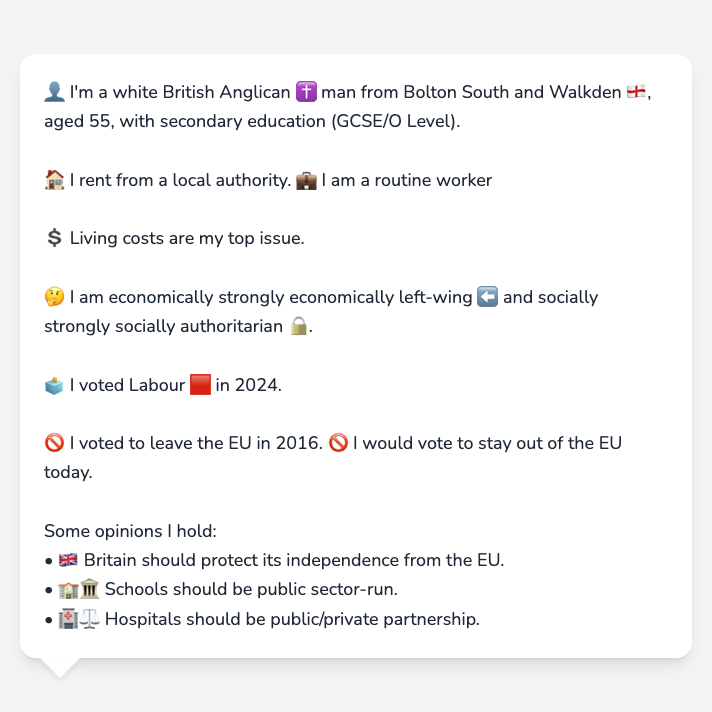 👤 I'm a white British Anglican ✝️ man from Bolton South and Walkden 🏴󠁧󠁢󠁥󠁮󠁧󠁿,
aged 55, with secondary education (GCSE/O Level).
🏠 I rent from a local authority. 💼 I am a routine worker
💲 Living costs are my top issue.
🤔 I am economically strongly economically left-wing ⬅️ and socially
strongly socially authoritarian 🔒.
🗳️ I voted Labour 🟥 in 2024.
🚫 I voted to leave the EU in 2016. 🚫 I would vote to stay out of the EU
today.
Some opinions I hold:
• 🇬🇧 Britain should protect its independence from the EU.
• 🏫🏛️ Schools should be public sector-run.
• 🏥⚖️ Hospitals should be public/private partnership.